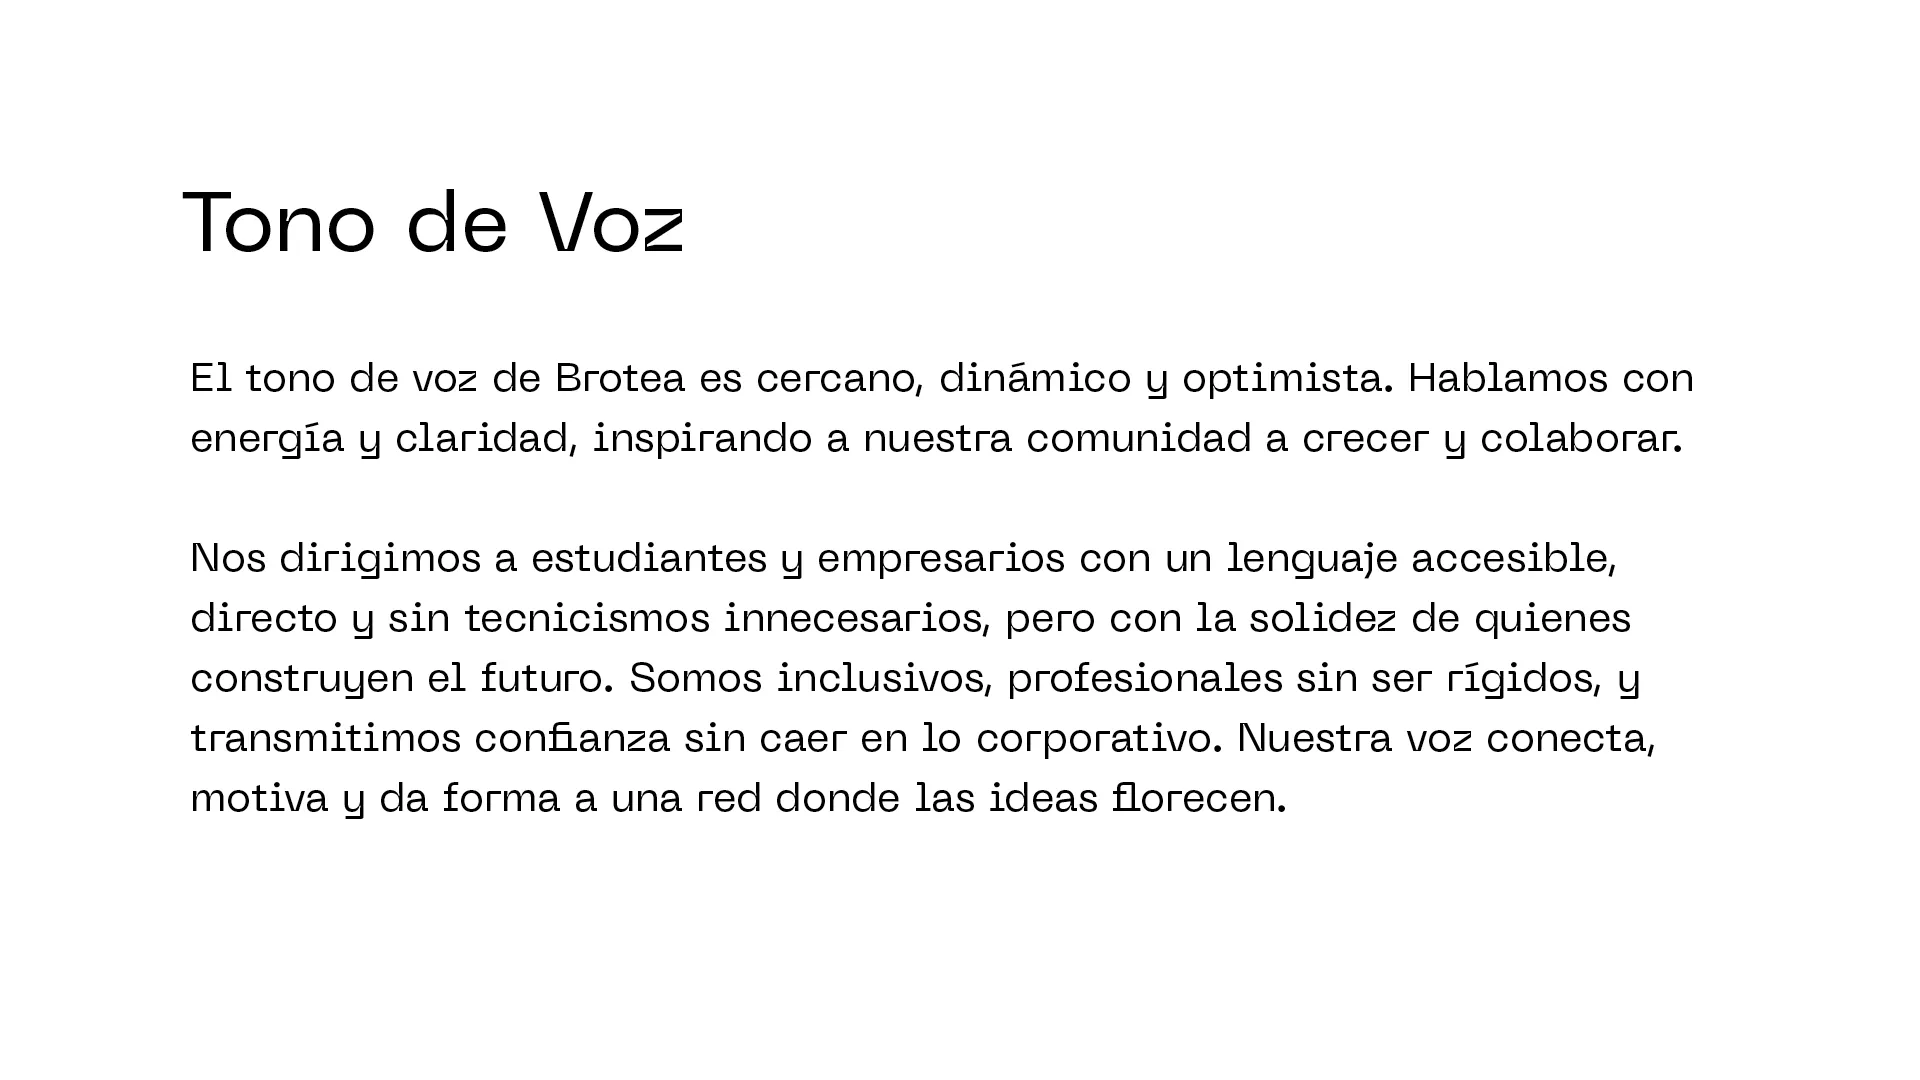 Tono de Voz
El tono de voz de Brotea es cercano, dinámico y optimista. Hablamos con
energía y claridad, inspirando a nuestra comunidad a crecer y colaborar.
Nos dirigimos a estudiantes y empresarios con un lenguaje accesible,
directo y sin tecnicismos innecesarios, pero con la solidez de quienes
construyen el futuro. Somos inclusivos, profesionales sin ser rígidos, y
transmitimos confianza sin caer en lo corporativo. Nuestra voz conecta,
motiva y da forma a una red donde las ideas florecen.